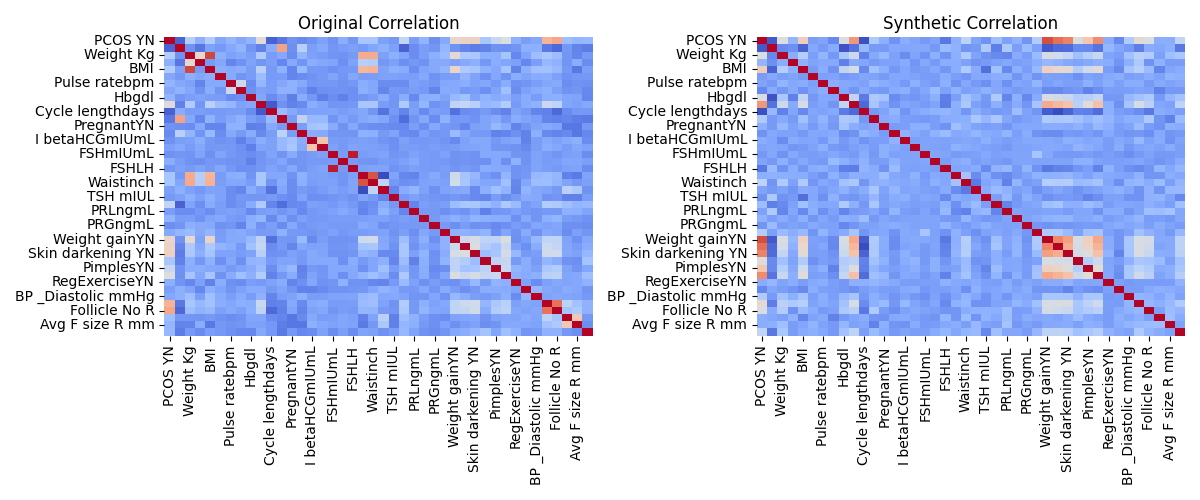 Original Correlation
PCOS YN
Weight Kg
BMI
Pulse ratebpm
Hbgdl
Cycle lengthdays
PregnantYN
I betaHCGmIUmL
FSHmIUmL
FSHLH
Waistinch
TSH mIUL
PRLngmL
PRGngmL
Weight gainYN
Skin darkening YN
PimplesYN
RegExerciseYN
BP _Diastolic mmHg
Follicle No R
Avg F size R mm
PCOS YN
Weight Kg
BMI
Pulse ratebpm
Hbgdl
Cycle lengthdays
PregnantYN
I betaHCGmIUmL
FSHmIUmL
FSHLH
Waistinch
TSH mIUL
PRLngmL
PRGngmL
Weight gainYN
Skin darkening YN
PimplesYN
RegExerciseYN
BP _Diastolic mmHg
Follicle No R
Avg F size R mm
Synthetic Correlation
PCOS YN
Weight Kg
BMI
Pulse ratebpm
Hbgdl
Cycle lengthdays
PregnantYN
I betaHCGmIUmL
FSHmIUmL
FSHLH
Waistinch
TSH mIUL
PRLngmL
PRGngmL
Weight gainYN
Skin darkening YN
PimplesYN
RegExerciseYN
BP _Diastolic mmHg
Follicle No R
Avg F size R mm
PCOS YN
Weight Kg
BMI
Pulse ratebpm
Hbgdl
Cycle lengthdays
PregnantYN
I betaHCGmIUmL
FSHmIUmL
FSHLH
Waistinch
TSH mIUL
PRLngmL
PRGngmL
Weight gainYN
Skin darkening YN
PimplesYN
RegExerciseYN
BP _Diastolic mmHg
Follicle No R
Avg F size R mm